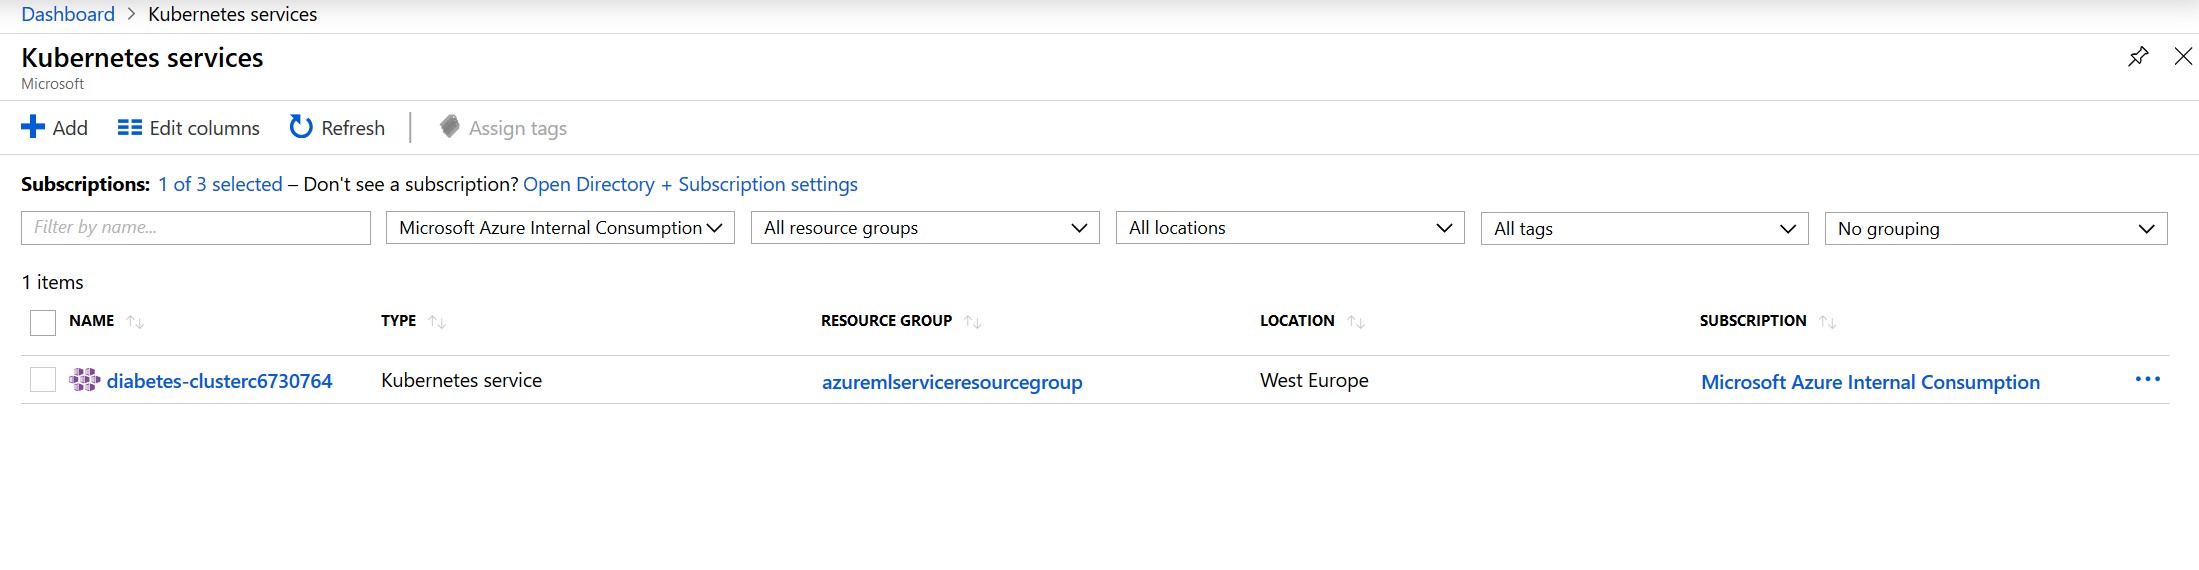 Dashboard > Kubernetes services
Kubernetes services
Microsoft
Add Edit columns Refresh Assign tags
Subscriptions: 1 of 3 selected – Don't see a subscription? Open Directory + Subscription settings
Filter by name... Microsoft Azure Internal Consumption All resource groups All locations All tags No grouping
1 items
NAME TYPE RESOURCE GROUP LOCATION SUBSCRIPTION
diabetes-clusterc6730764 Kubernetes service azuremlserviceresourcegroup West Europe Microsoft Azure Internal Consumption ...